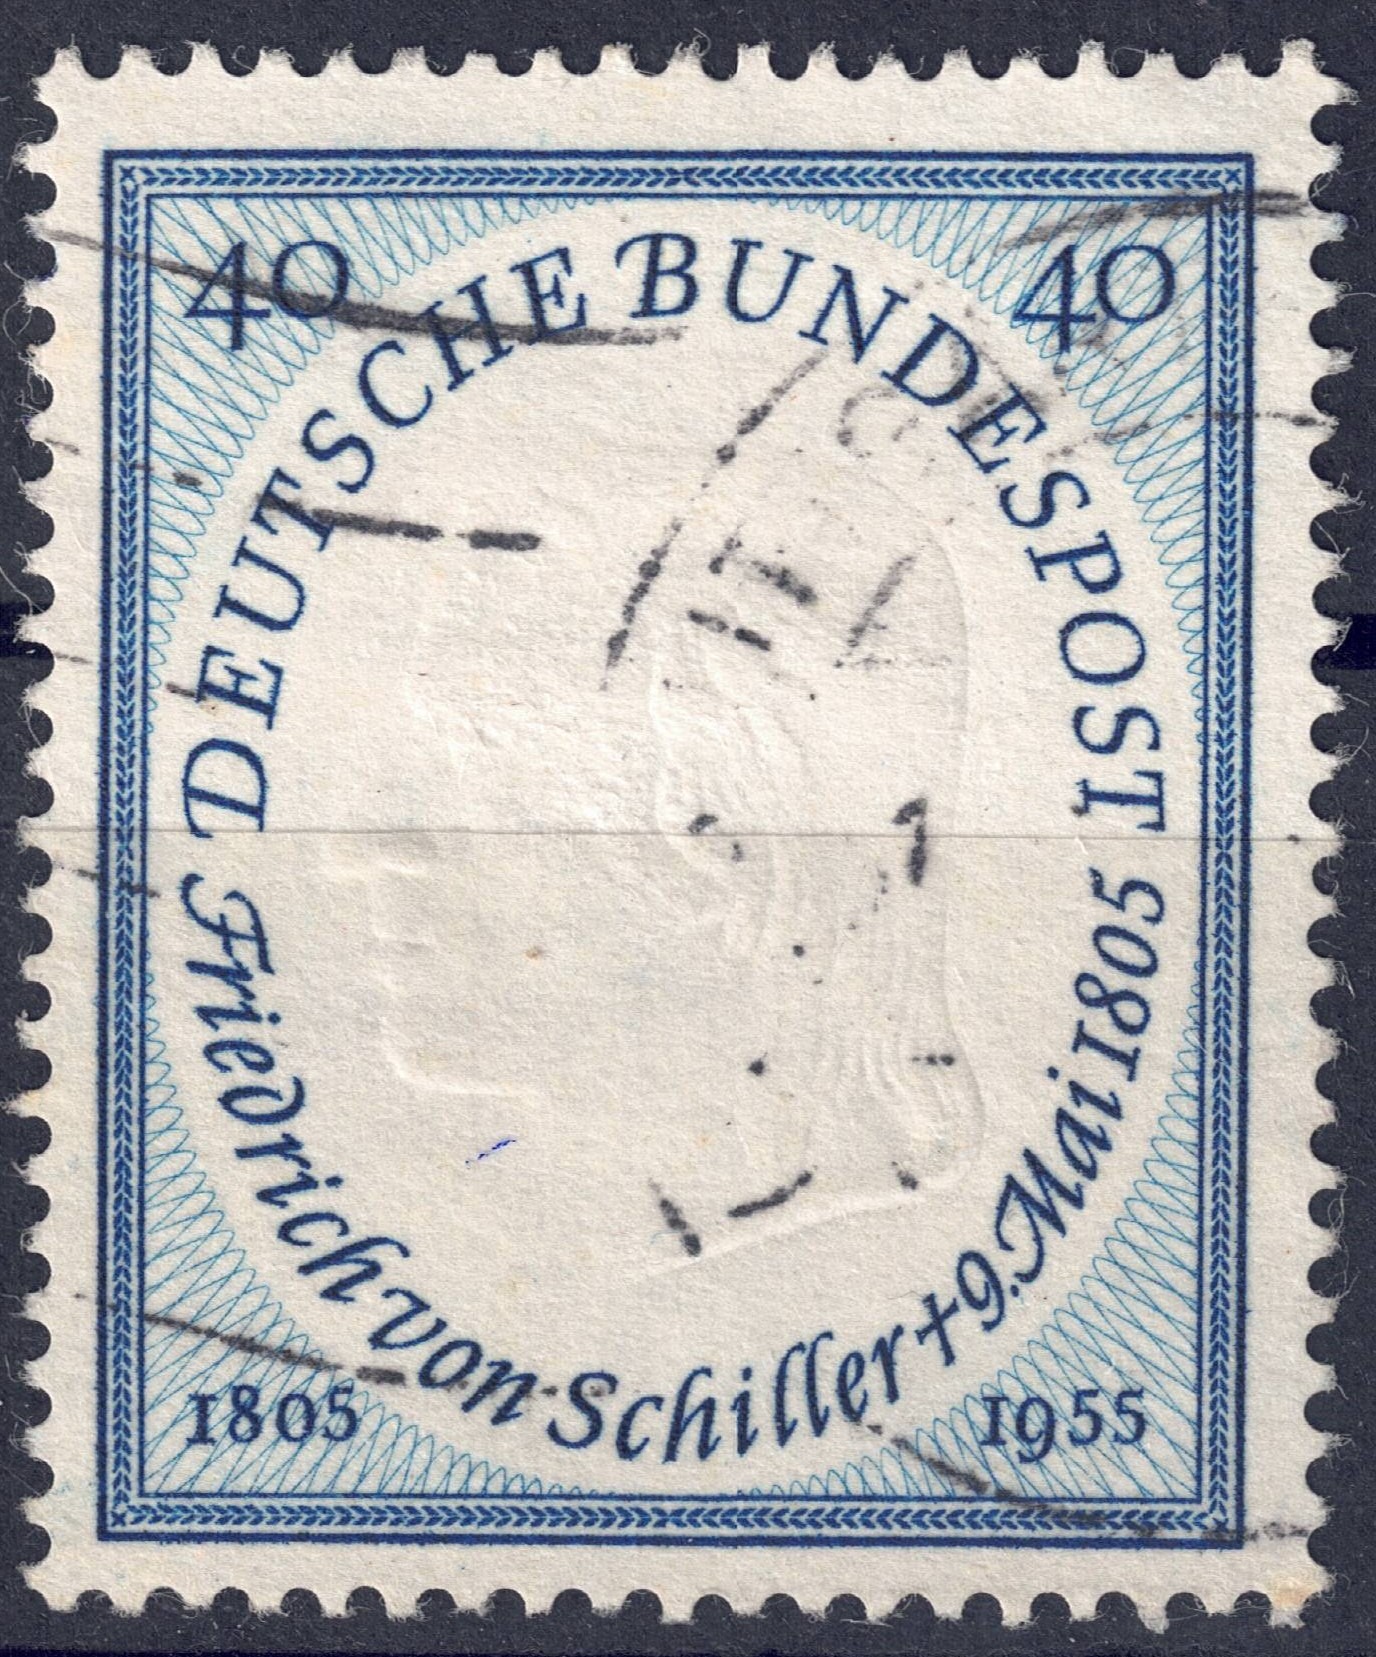 40 40
DEUTSCHE BUNDESPOST
Friedrich von Schiller † 9. Mai 1805
1805 1955